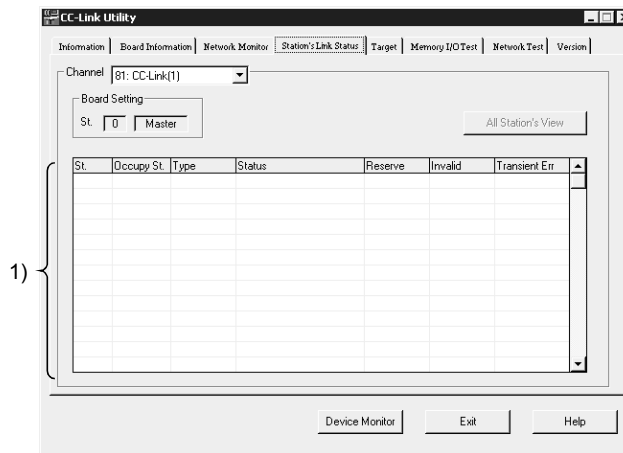 CC-Link Utility
Information Board Information Network Monitor Station's Link Status Target Memory I/O Test Network Test Version
Channel 81: CC-Link(1)
Board Setting
St. 0 Master
All Station's View
St. Occupy St. Type Status Reserve Invalid Transient Err
1)
Device Monitor Exit Help